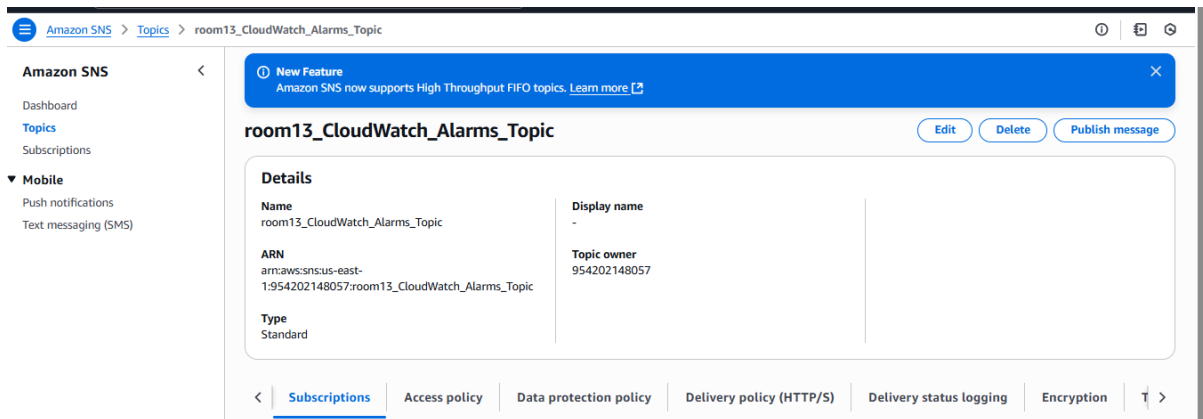 Amazon SNS > Topics > room13_CloudWatch_Alarms_Topic
Amazon SNS
Dashboard
Topics
Subscriptions
Mobile
Push notifications
Text messaging (SMS)
New Feature
Amazon SNS now supports High Throughput FIFO topics. Learn more
room13_CloudWatch_Alarms_Topic
Edit
Delete
Publish message
Details
Name
room13_CloudWatch_Alarms_Topic
ARN
arn:aws:sns:us-east-
1:954202148057:room13_CloudWatch_Alarms_Topic
Type
Standard
Display name
-
Topic owner
954202148057
Subscriptions
Access policy
Data protection policy
Delivery policy (HTTP/S)
Delivery status logging
Encryption